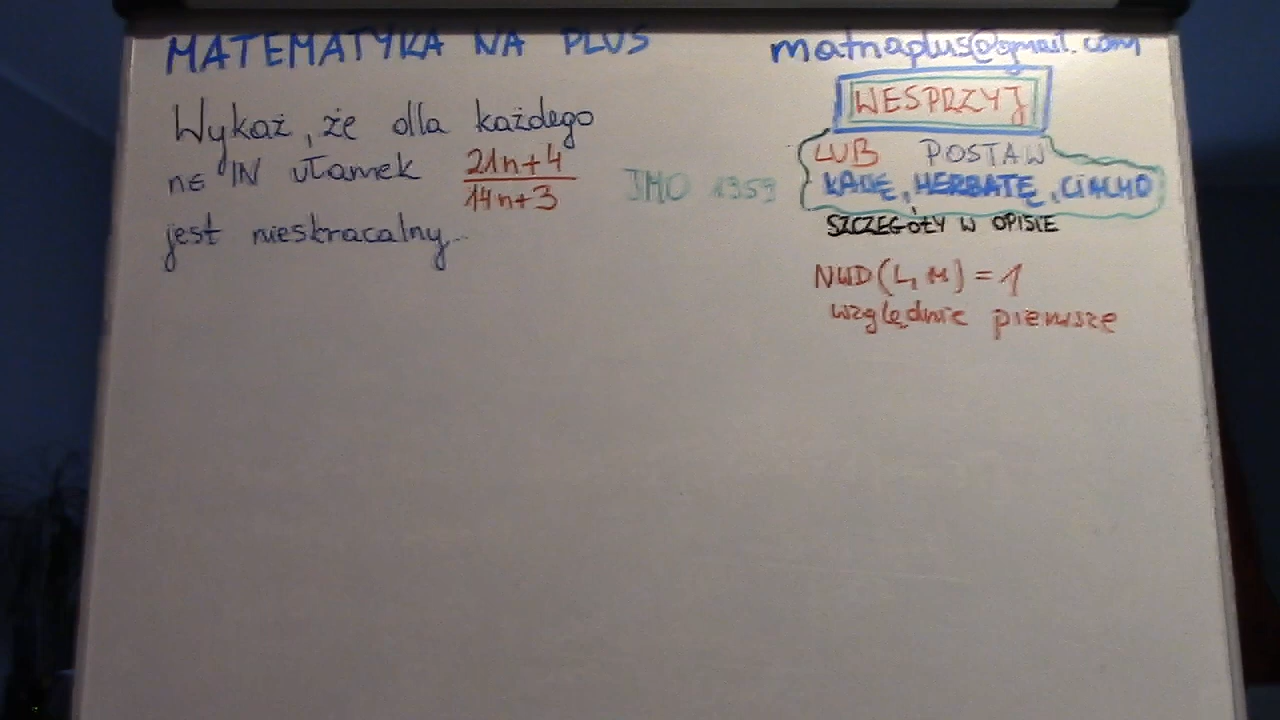 MATEMATYKA NA PLUS
matnaplus@gmail.com
Wykaż, że dla każdego
n∈ℕ ułamek 21n+4
14n+3
jest nieskracalny.
IMO 1959
WESPRZYJ
LUB POSTAW
KAWĘ, HERBATĘ, CIACHO
SZCZEGÓŁY W OPISIE
NWD(L, M) = 1
względnie pierwsze